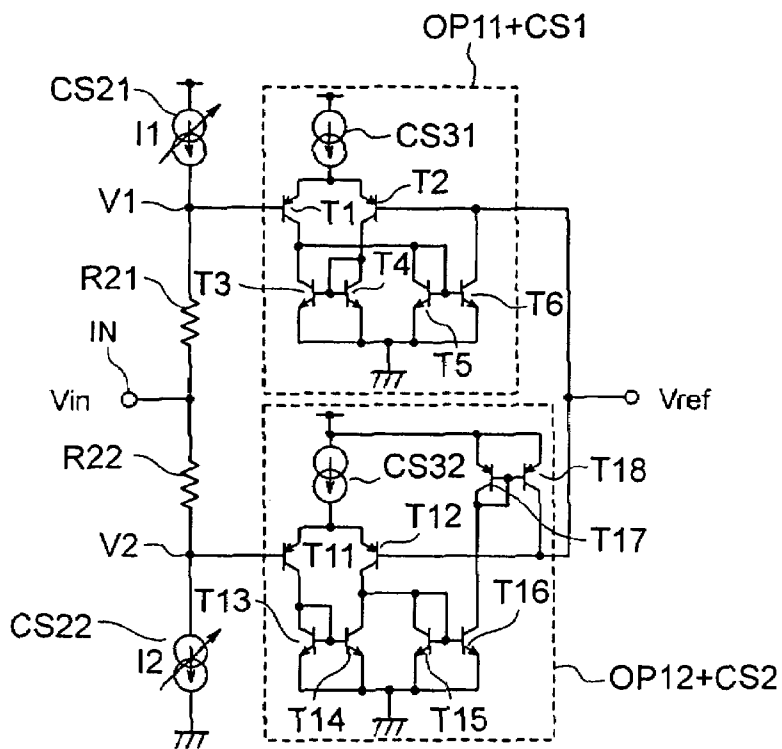 OP11+CS1
CS21
I1
CS31
T2
V1
T1
R21
T3
T4
T6
IN
T5
Vin
Vref
R22
CS32
T18
T12
V2
T11
T17
T13
T16
CS22
I2
OP12+CS2
T14
T15